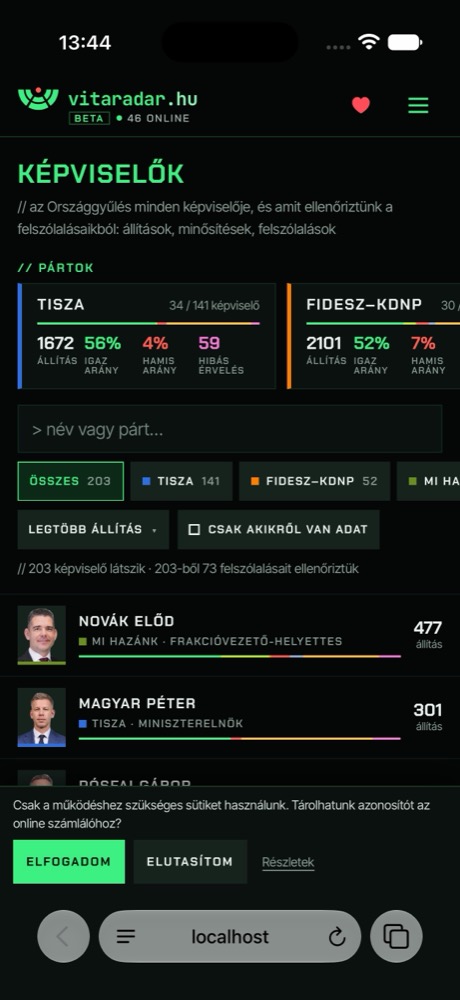 13:44
vitaradar.hu
BETA 46 ONLINE
KÉPVISELŐK
// az Országgyűlés minden képviselője, és amit ellenőriztünk a
felszólalásaikból: állítások, minősítések, felszólalások
// PÁRTOK
TISZA 34 / 141 képviselő
1672 56% 4% 59
ÁLLÍTÁS IGAZ ARÁNY HAMIS ARÁNY HIBÁS ÉRVELÉS
FIDESZ–KDNP 30 /
2101 52% 7%
ÁLLÍTÁS IGAZ ARÁNY HAMIS ARÁNY
> név vagy párt...
ÖSSZES 203 TISZA 141 FIDESZ–KDNP 52 MI HA
LEGTÖBB ÁLLÍTÁS CSAK AKIKRŐL VAN ADAT
// 203 képviselő látszik · 203-ből 73 felszólalásait ellenőriztük
NOVÁK ELŐD
MI HAZÁNK · FRAKCIÓVEZETŐ-HELYETTES
477
állítás
MAGYAR PÉTER
TISZA · MINISZTERELNÖK
301
állítás
Csak a működéshez szükséges sütiket használunk. Tárolhatunk azonosítót az
online számlálóhoz?
ELFOGADOM ELUTASÍTOM Részletek
localhost